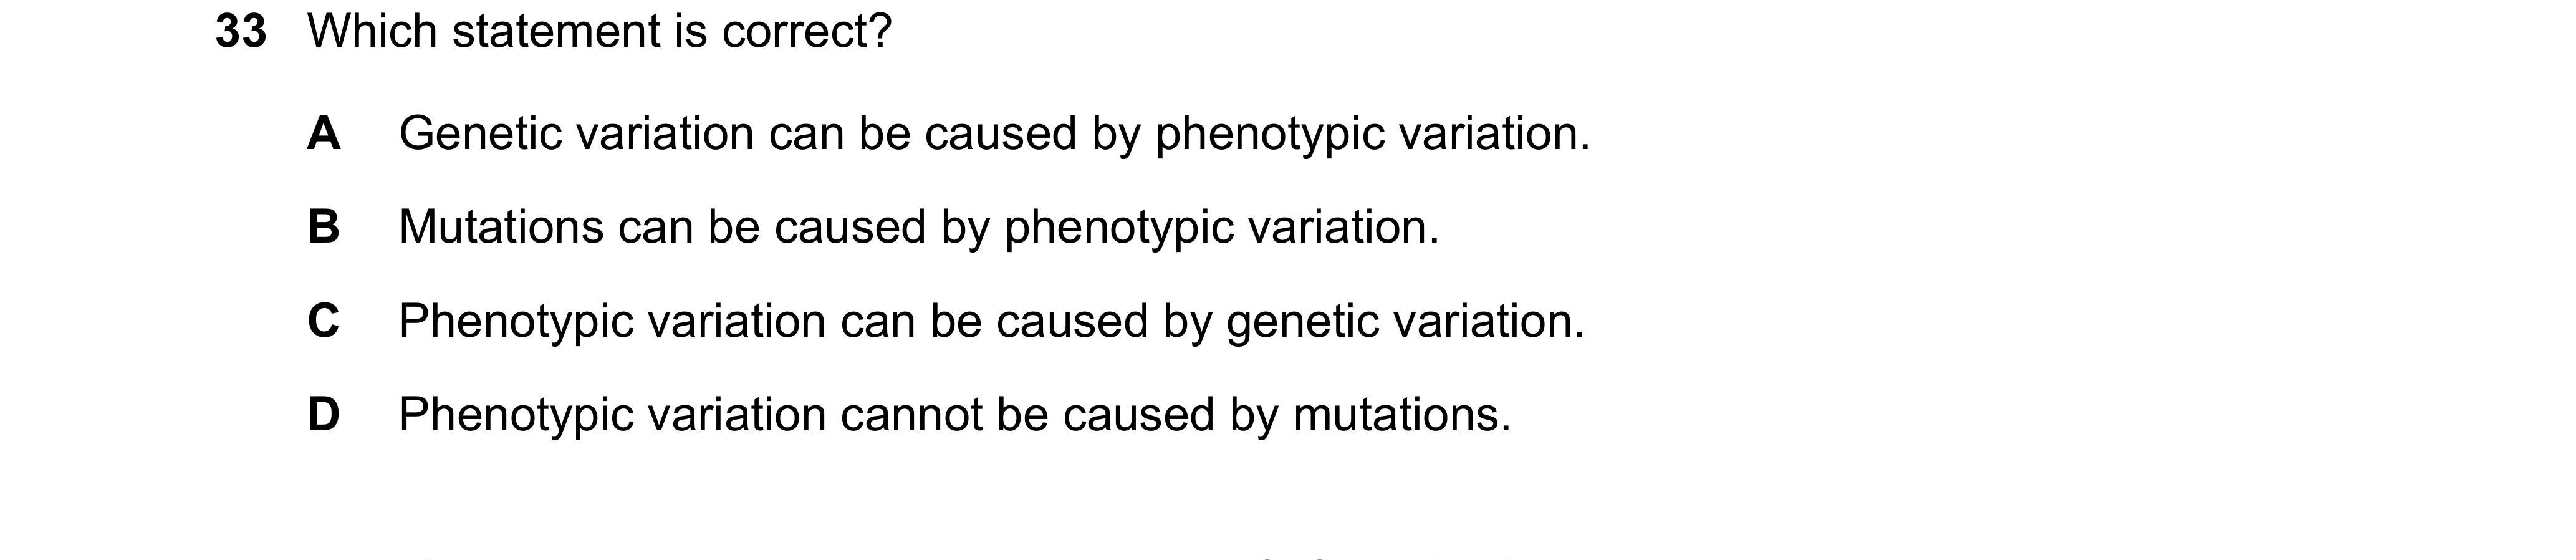 33 Which statement is correct?
A Genetic variation can be caused by phenotypic variation.
B Mutations can be caused by phenotypic variation.
C Phenotypic variation can be caused by genetic variation.
D Phenotypic variation cannot be caused by mutations.